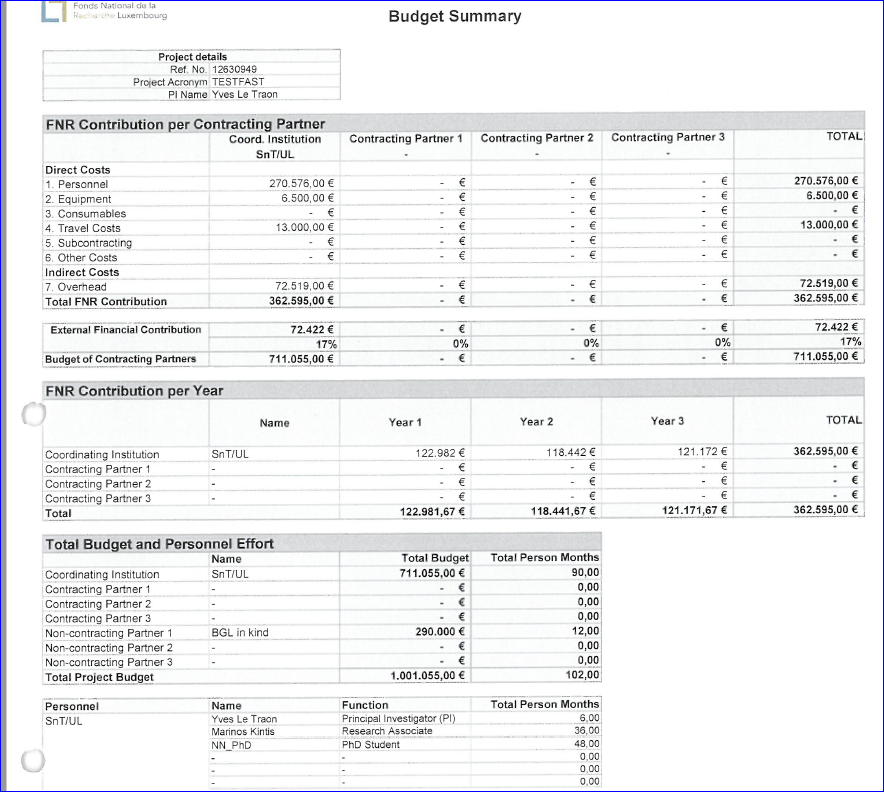 Fonds National de la
Recherche Luxembourg
Budget Summary
Project details
Ref. No. 12630949
Project Acronym TESTFAST
PI Name Yves Le Traon
FNR Contribution per Contracting Partner
Coord. Institution Contracting Partner 1 Contracting Partner 2 Contracting Partner 3 TOTAL
SnT/UL - - -
Direct Costs
1. Personnel 270.576,00 € - € - € - € 270.576,00 €
2. Equipment 6.500,00 € - € - € - € 6.500,00 €
3. Consumables - € - € - € - € - €
4. Travel Costs 13.000,00 € - € - € - € 13.000,00 €
5. Subcontracting - € - € - € - € - €
6. Other Costs - € - € - € - € - €
Indirect Costs
7. Overhead 72.519,00 € - € - € - € 72.519,00 €
Total FNR Contribution 362.595,00 € - € - € - € 362.595,00 €
External Financial Contribution 72.422 € - € - € - € 72.422 €
17% 0% 0% 0% 17%
Budget of Contracting Partners 711.055,00 € - € - € - € 711.055,00 €
FNR Contribution per Year
Name Year 1 Year 2 Year 3 TOTAL
Coordinating Institution SnT/UL 122.982 € 118.442 € 121.172 € 362.595,00 €
Contracting Partner 1 - - € - € - € - €
Contracting Partner 2 - - € - € - € - €
Contracting Partner 3 - - € - € - € - €
Total 122.981,67 € 118.441,67 € 121.171,67 € 362.595,00 €
Total Budget and Personnel Effort
Name Total Budget Total Person Months
Coordinating Institution SnT/UL 711.055,00 € 90,00
Contracting Partner 1 - - € 0,00
Contracting Partner 2 - - € 0,00
Contracting Partner 3 - - € 0,00
Non-contracting Partner 1 BGL in kind 290.000 € 12,00
Non-contracting Partner 2 - - € 0,00
Non-contracting Partner 3 - - € 0,00
Total Project Budget 1.001.055,00 € 102,00
Personnel Name Function Total Person Months
SnT/UL Yves Le Traon Principal Investigator (PI) 6,00
Marinos Kintis Research Associate 36,00
NN_PhD PhD Student 48,00
- - 0,00
- - 0,00
- - 0,00